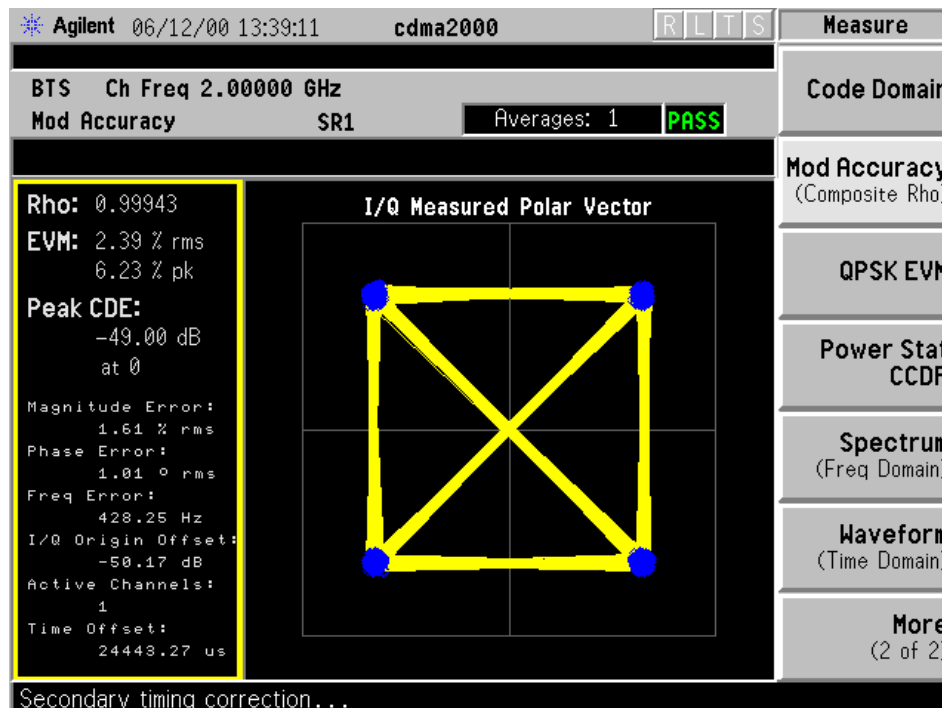 Agilent 06/12/00 13:39:11 cdma2000 R L T S
BTS Ch Freq 2.00000 GHz
Mod Accuracy SR1 Averages: 1 PASS
Rho: 0.99943
EVM: 2.39 % rms
6.23 % pk
Peak CDE:
-49.00 dB
at 0
Magnitude Error:
1.61 % rms
Phase Error:
1.01 º rms
Freq Error:
428.25 Hz
I/Q Origin Offset:
-50.17 dB
Active Channels:
1
Time Offset:
24443.27 us
I/Q Measured Polar Vector
Measure
Code Domain
Mod Accuracy
(Composite Rho)
QPSK EVM
Power Stat
CCDF
Spectrum
(Freq Domain)
Waveform
(Time Domain)
More
(2 of 2)
Secondary timing correction...